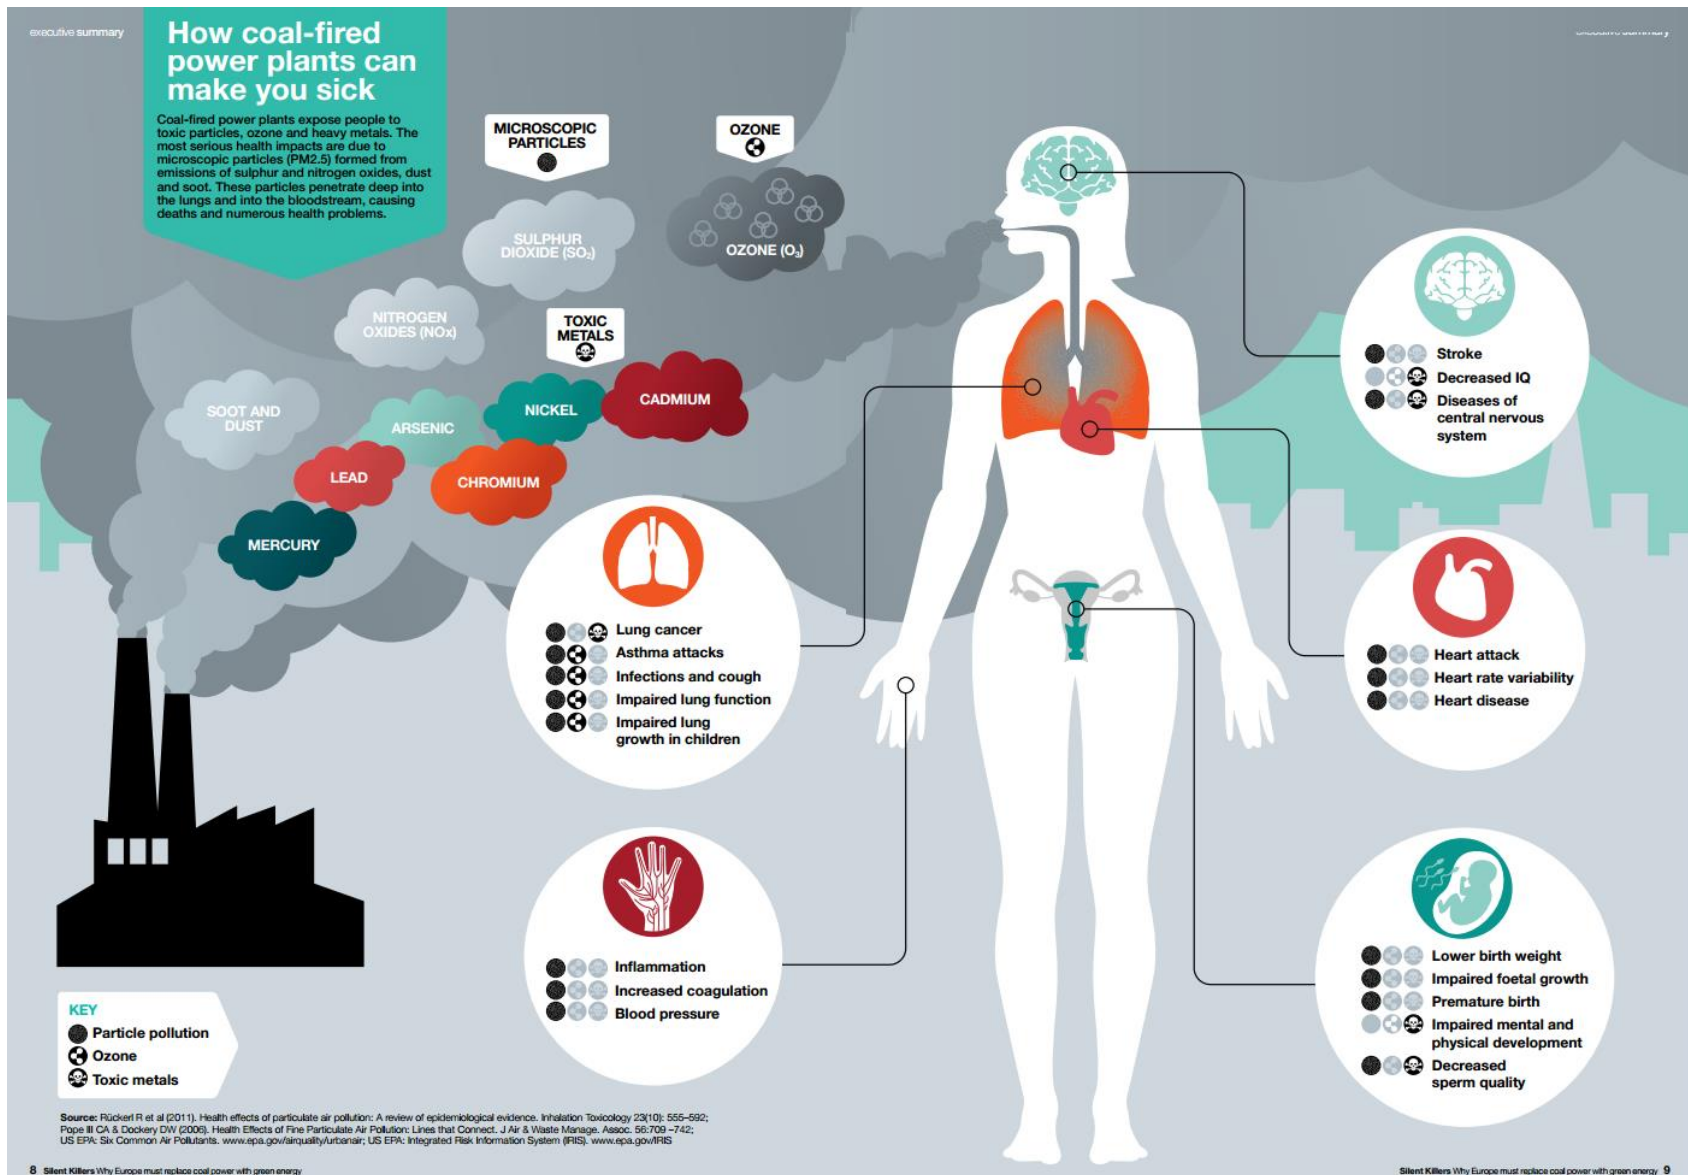 executive summary
How coal-fired
power plants can
make you sick
Coal-fired power plants expose people to
toxic particles, ozone and heavy metals. The
most serious health impacts are due to
microscopic particles (PM2.5) formed from
emissions of sulphur and nitrogen oxides, dust
and soot. These particles penetrate deep into
the lungs and into the bloodstream, causing
deaths and numerous health problems.
MICROSCOPIC
PARTICLES
OZONE
SULPHUR
DIOXIDE (SO₂)
OZONE (O₃)
NITROGEN
OXIDES (NOx)
TOXIC
METALS
SOOT AND
DUST
ARSENIC
NICKEL
CADMIUM
LEAD
CHROMIUM
MERCURY
Stroke
Decreased IQ
Diseases of
central nervous
system
Lung cancer
Asthma attacks
Infections and cough
Impaired lung function
Impaired lung
growth in children
Heart attack
Heart rate variability
Heart disease
Inflammation
Increased coagulation
Blood pressure
Lower birth weight
Impaired foetal growth
Premature birth
Impaired mental and
physical development
Decreased
sperm quality
KEY
Particle pollution
Ozone
Toxic metals
Source: Rückerl R et al (2011). Health effects of particulate air pollution: A review of epidemiological evidence. Inhalation Toxicology 23(10): 555–592;
Pope III CA & Dockery DW (2006). Health Effects of Fine Particulate Air Pollution: Lines that Connect. J Air & Waste Manage. Assoc. 56:709 –742;
US EPA: Six Common Air Pollutants. www.epa.gov/airquality/urbanair; US EPA: Integrated Risk Information System (IRIS). www.epa.gov/IRIS
8 Silent Killers Why Europe must replace coal power with green energy
Silent Killers Why Europe must replace coal power with green energy 9